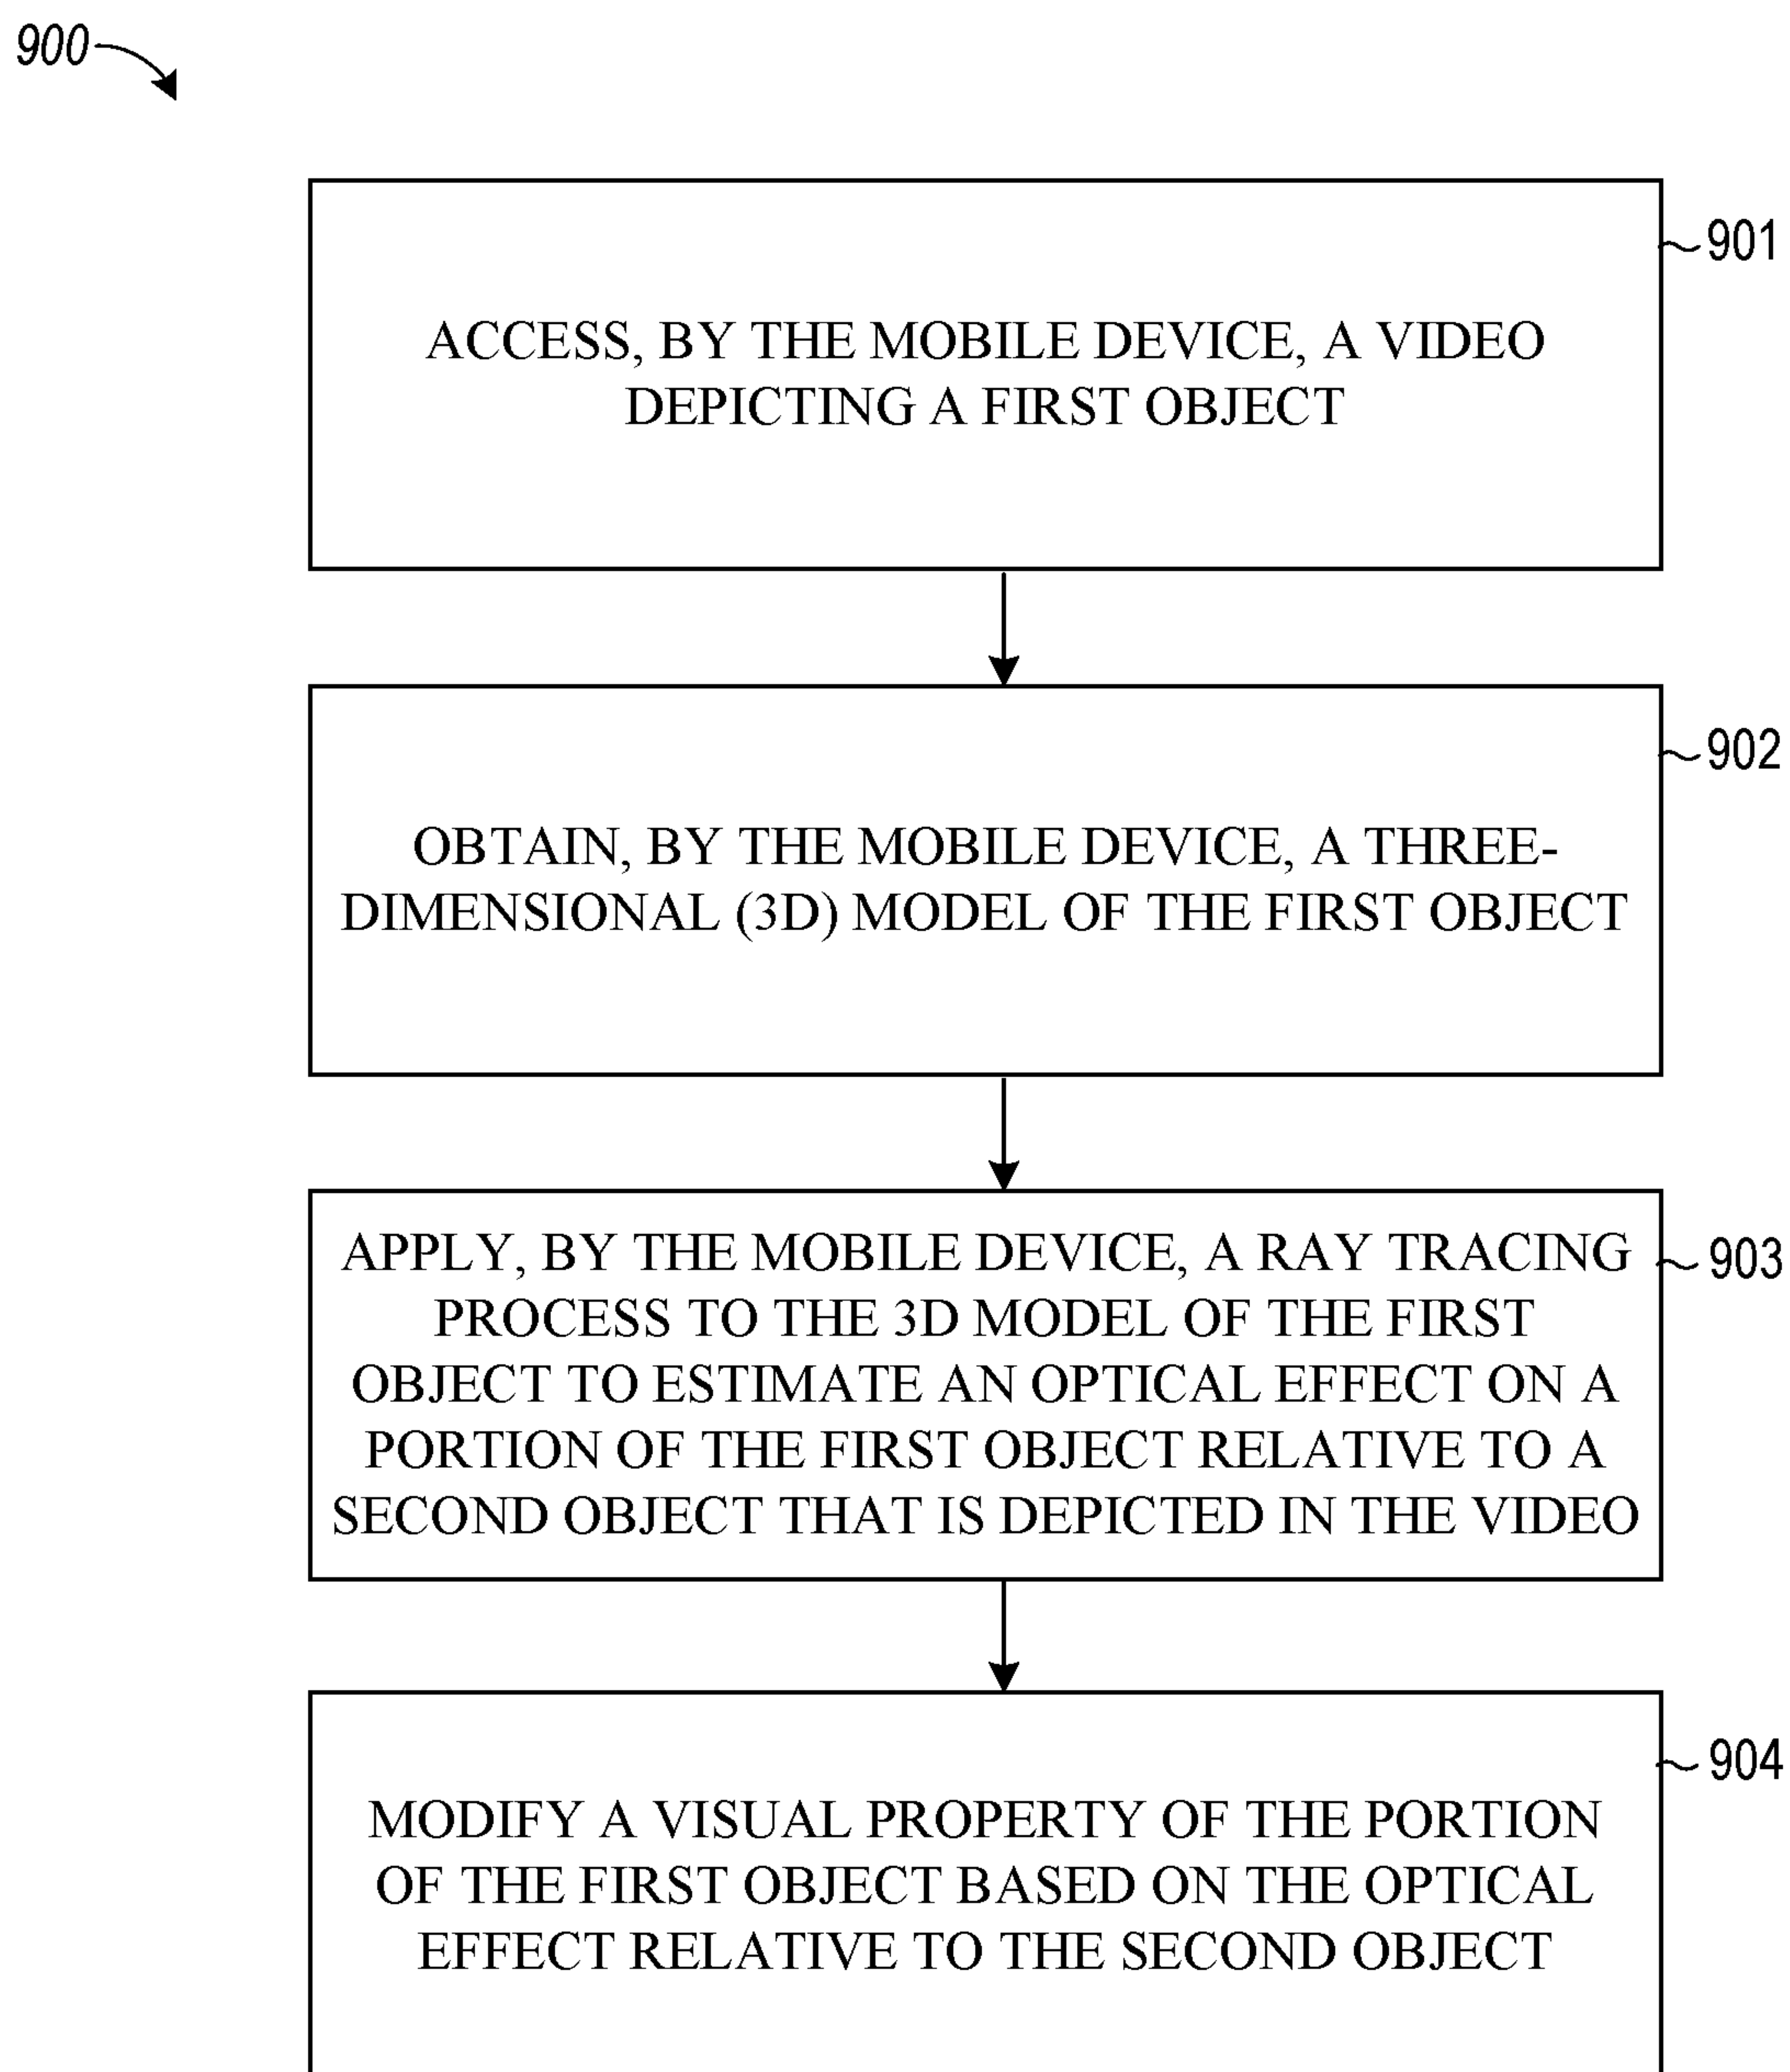 900
901
ACCESS, BY THE MOBILE DEVICE, A VIDEO
DEPICTING A FIRST OBJECT
902
OBTAIN, BY THE MOBILE DEVICE, A THREE-
DIMENSIONAL (3D) MODEL OF THE FIRST OBJECT
903
APPLY, BY THE MOBILE DEVICE, A RAY TRACING
PROCESS TO THE 3D MODEL OF THE FIRST
OBJECT TO ESTIMATE AN OPTICAL EFFECT ON A
PORTION OF THE FIRST OBJECT RELATIVE TO A
SECOND OBJECT THAT IS DEPICTED IN THE VIDEO
904
MODIFY A VISUAL PROPERTY OF THE PORTION
OF THE FIRST OBJECT BASED ON THE OPTICAL
EFFECT RELATIVE TO THE SECOND OBJECT